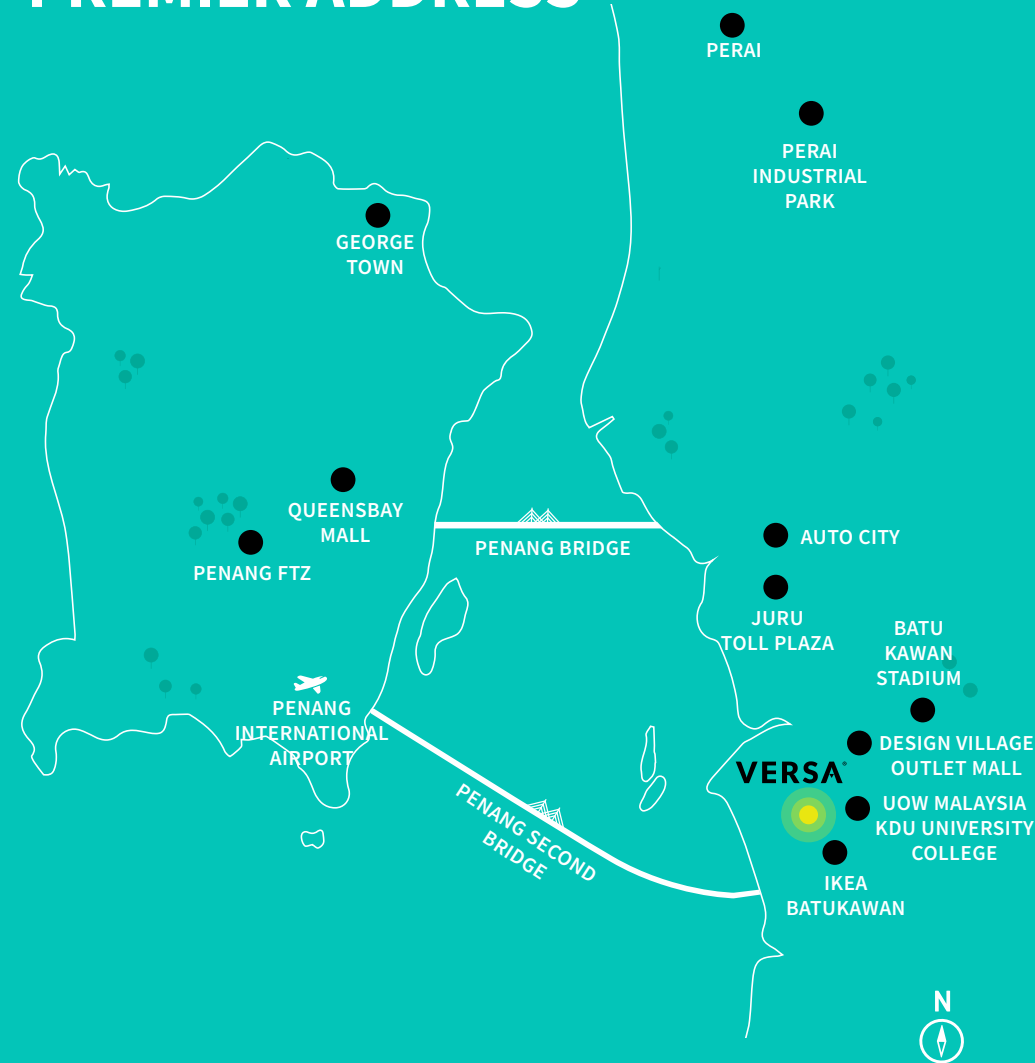 PREMIER ADDRESS
PERAI
PERAI
INDUSTRIAL
PARK
GEORGE
TOWN
QUEENSBAY
MALL
PENANG FTZ
PENANG BRIDGE
AUTO CITY
JURU
TOLL PLAZA
BATU
KAWAN
STADIUM
PENANG
INTERNATIONAL
AIRPORT
DESIGN VILLAGE
OUTLET MALL
VERSA
UOW MALAYSIA
KDU UNIVERSITY
COLLEGE
PENANG SECOND
BRIDGE
IKEA
BATUKAWAN
N